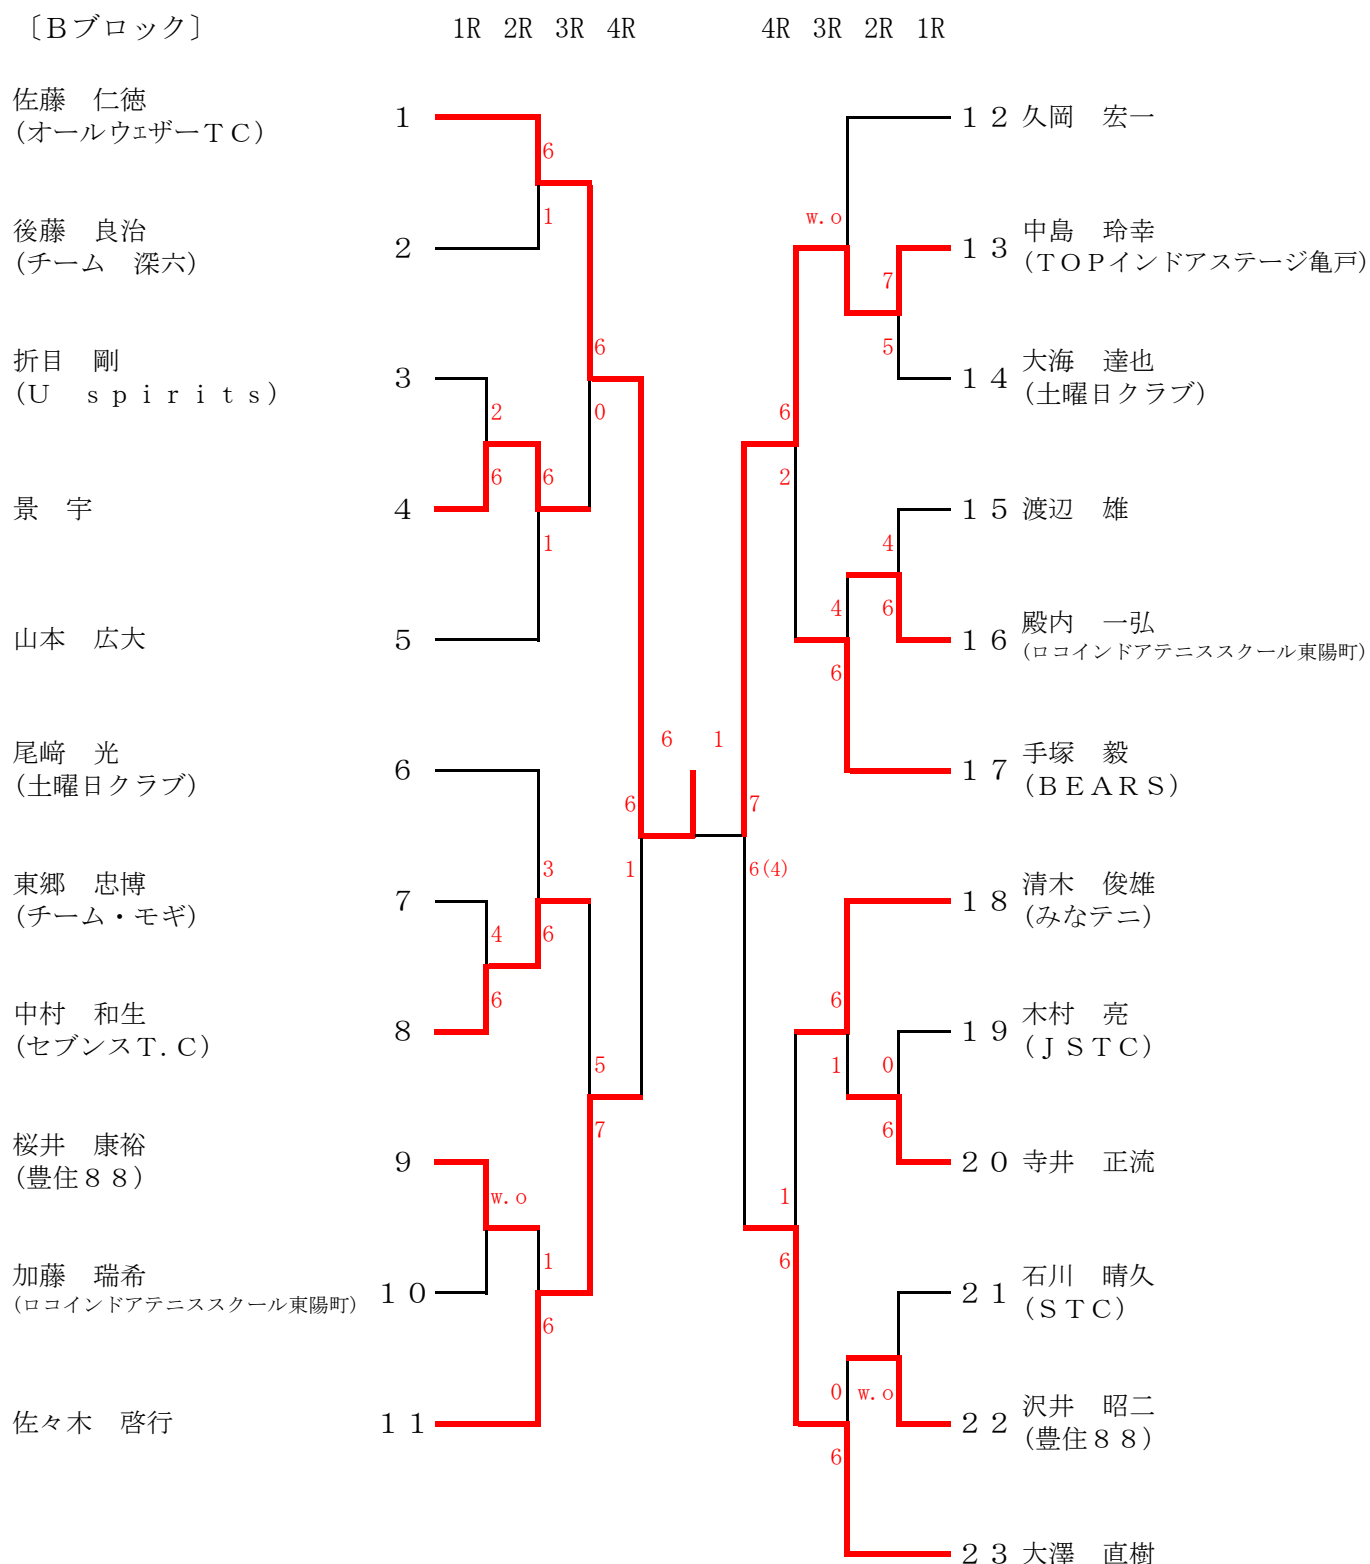 〔Bブロック〕 1R 2R 3R 4R 4R 3R 2R 1R
佐藤　仁徳
(オールウェザーＴＣ)
１
6
1
後藤　良治
(チーム　深六)
２
折目　剛
(Ｕ　ｓｐｉｒｉｔｓ)
３
2
6
景　宇
４
6
1
山本　広大
５
6
0
尾﨑　光
(土曜日クラブ)
６
3
6
東郷　忠博
(チーム・モギ)
７
4
6
中村　和生
(セブンスＴ.Ｃ)
８
5
7
桜井　康裕
(豊住８８)
９
w.o
加藤　瑞希
(ロコインドアテニススクール東陽町)
１０
1
6
佐々木　啓行
１１
6
1
6 1
7
6(4)
１２ 久岡　宏一
w.o
１３ 中島　玲幸
(ＴＯＰインドアステージ亀戸)
7
5
１４ 大海　達也
(土曜日クラブ)
6
2
１５ 渡辺　雄
4
6
１６ 殿内　一弘
(ロコインドアテニススクール東陽町)
4
6
１７ 手塚　毅
(ＢＥＡＲＳ)
１８ 清木　俊雄
(みなテニ)
6
1
１９ 木村　亮
(ＪＳＴＣ)
0
6
２０ 寺井　正流
1
6
２１ 石川　晴久
(ＳＴＣ)
w.o
２２ 沢井　昭二
(豊住８８)
0
6
２３ 大澤　直樹